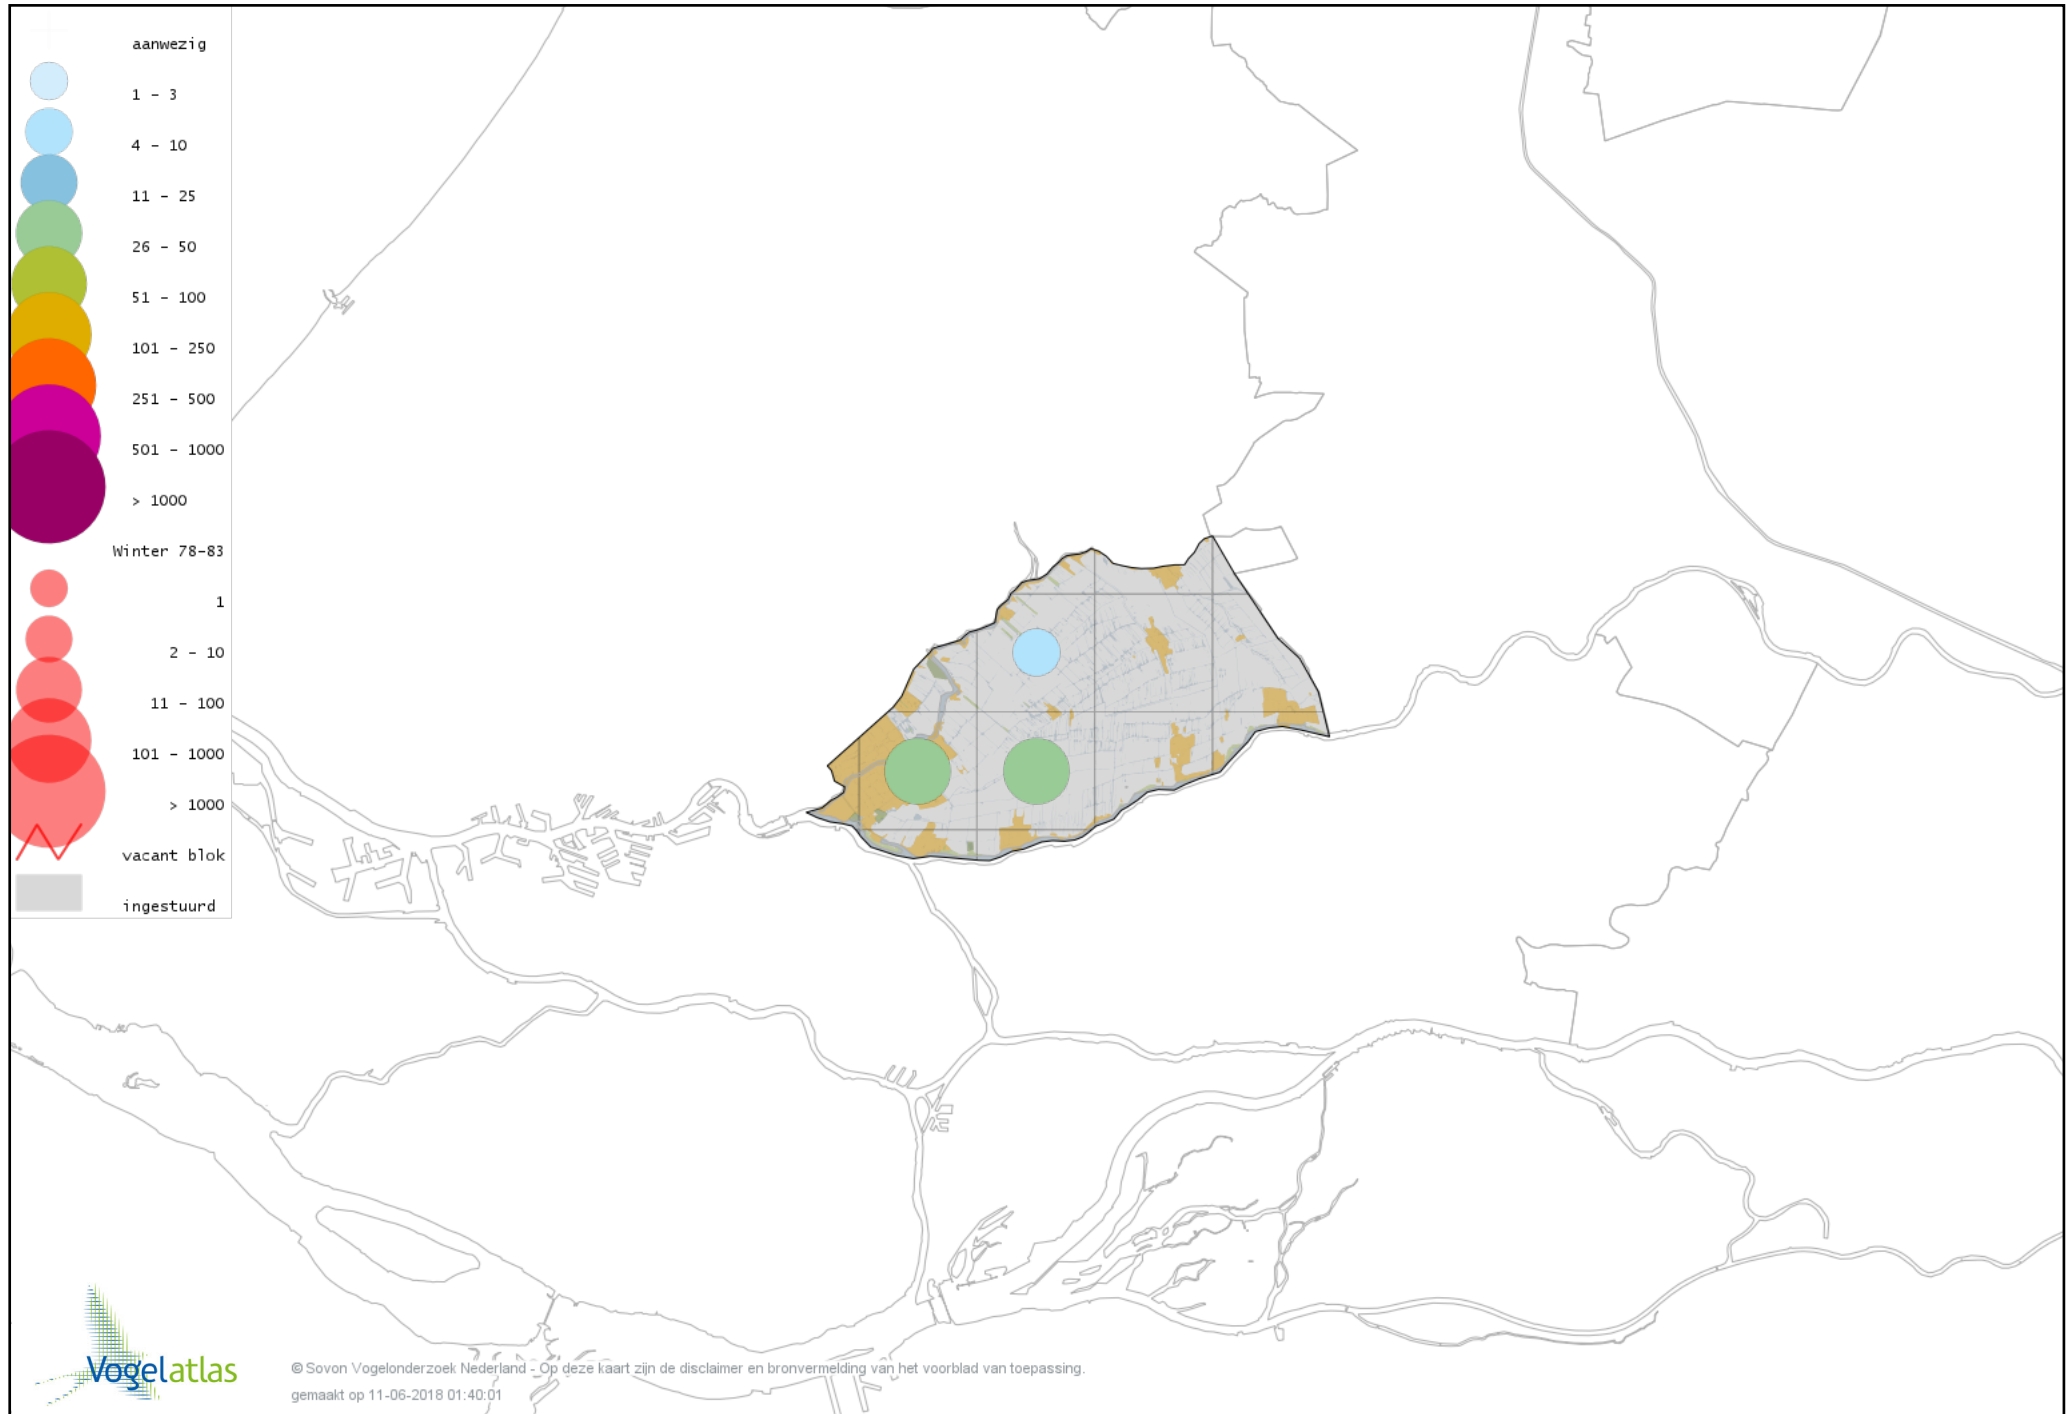 aanwezig
1 - 3
4 - 10
11 - 25
26 - 50
51 - 100
101 - 250
251 - 500
501 - 1000
> 1000
Winter 78-83
1
2 - 10
11 - 100
101 - 1000
> 1000
vacant blok
ingestuurd
Vogelatlas
© Sovon Vogelonderzoek Nederland - Op deze kaart zijn de disclaimer en bronvermelding van het voorblad van toepassing.
gemaakt op 11-06-2018 01:40:01